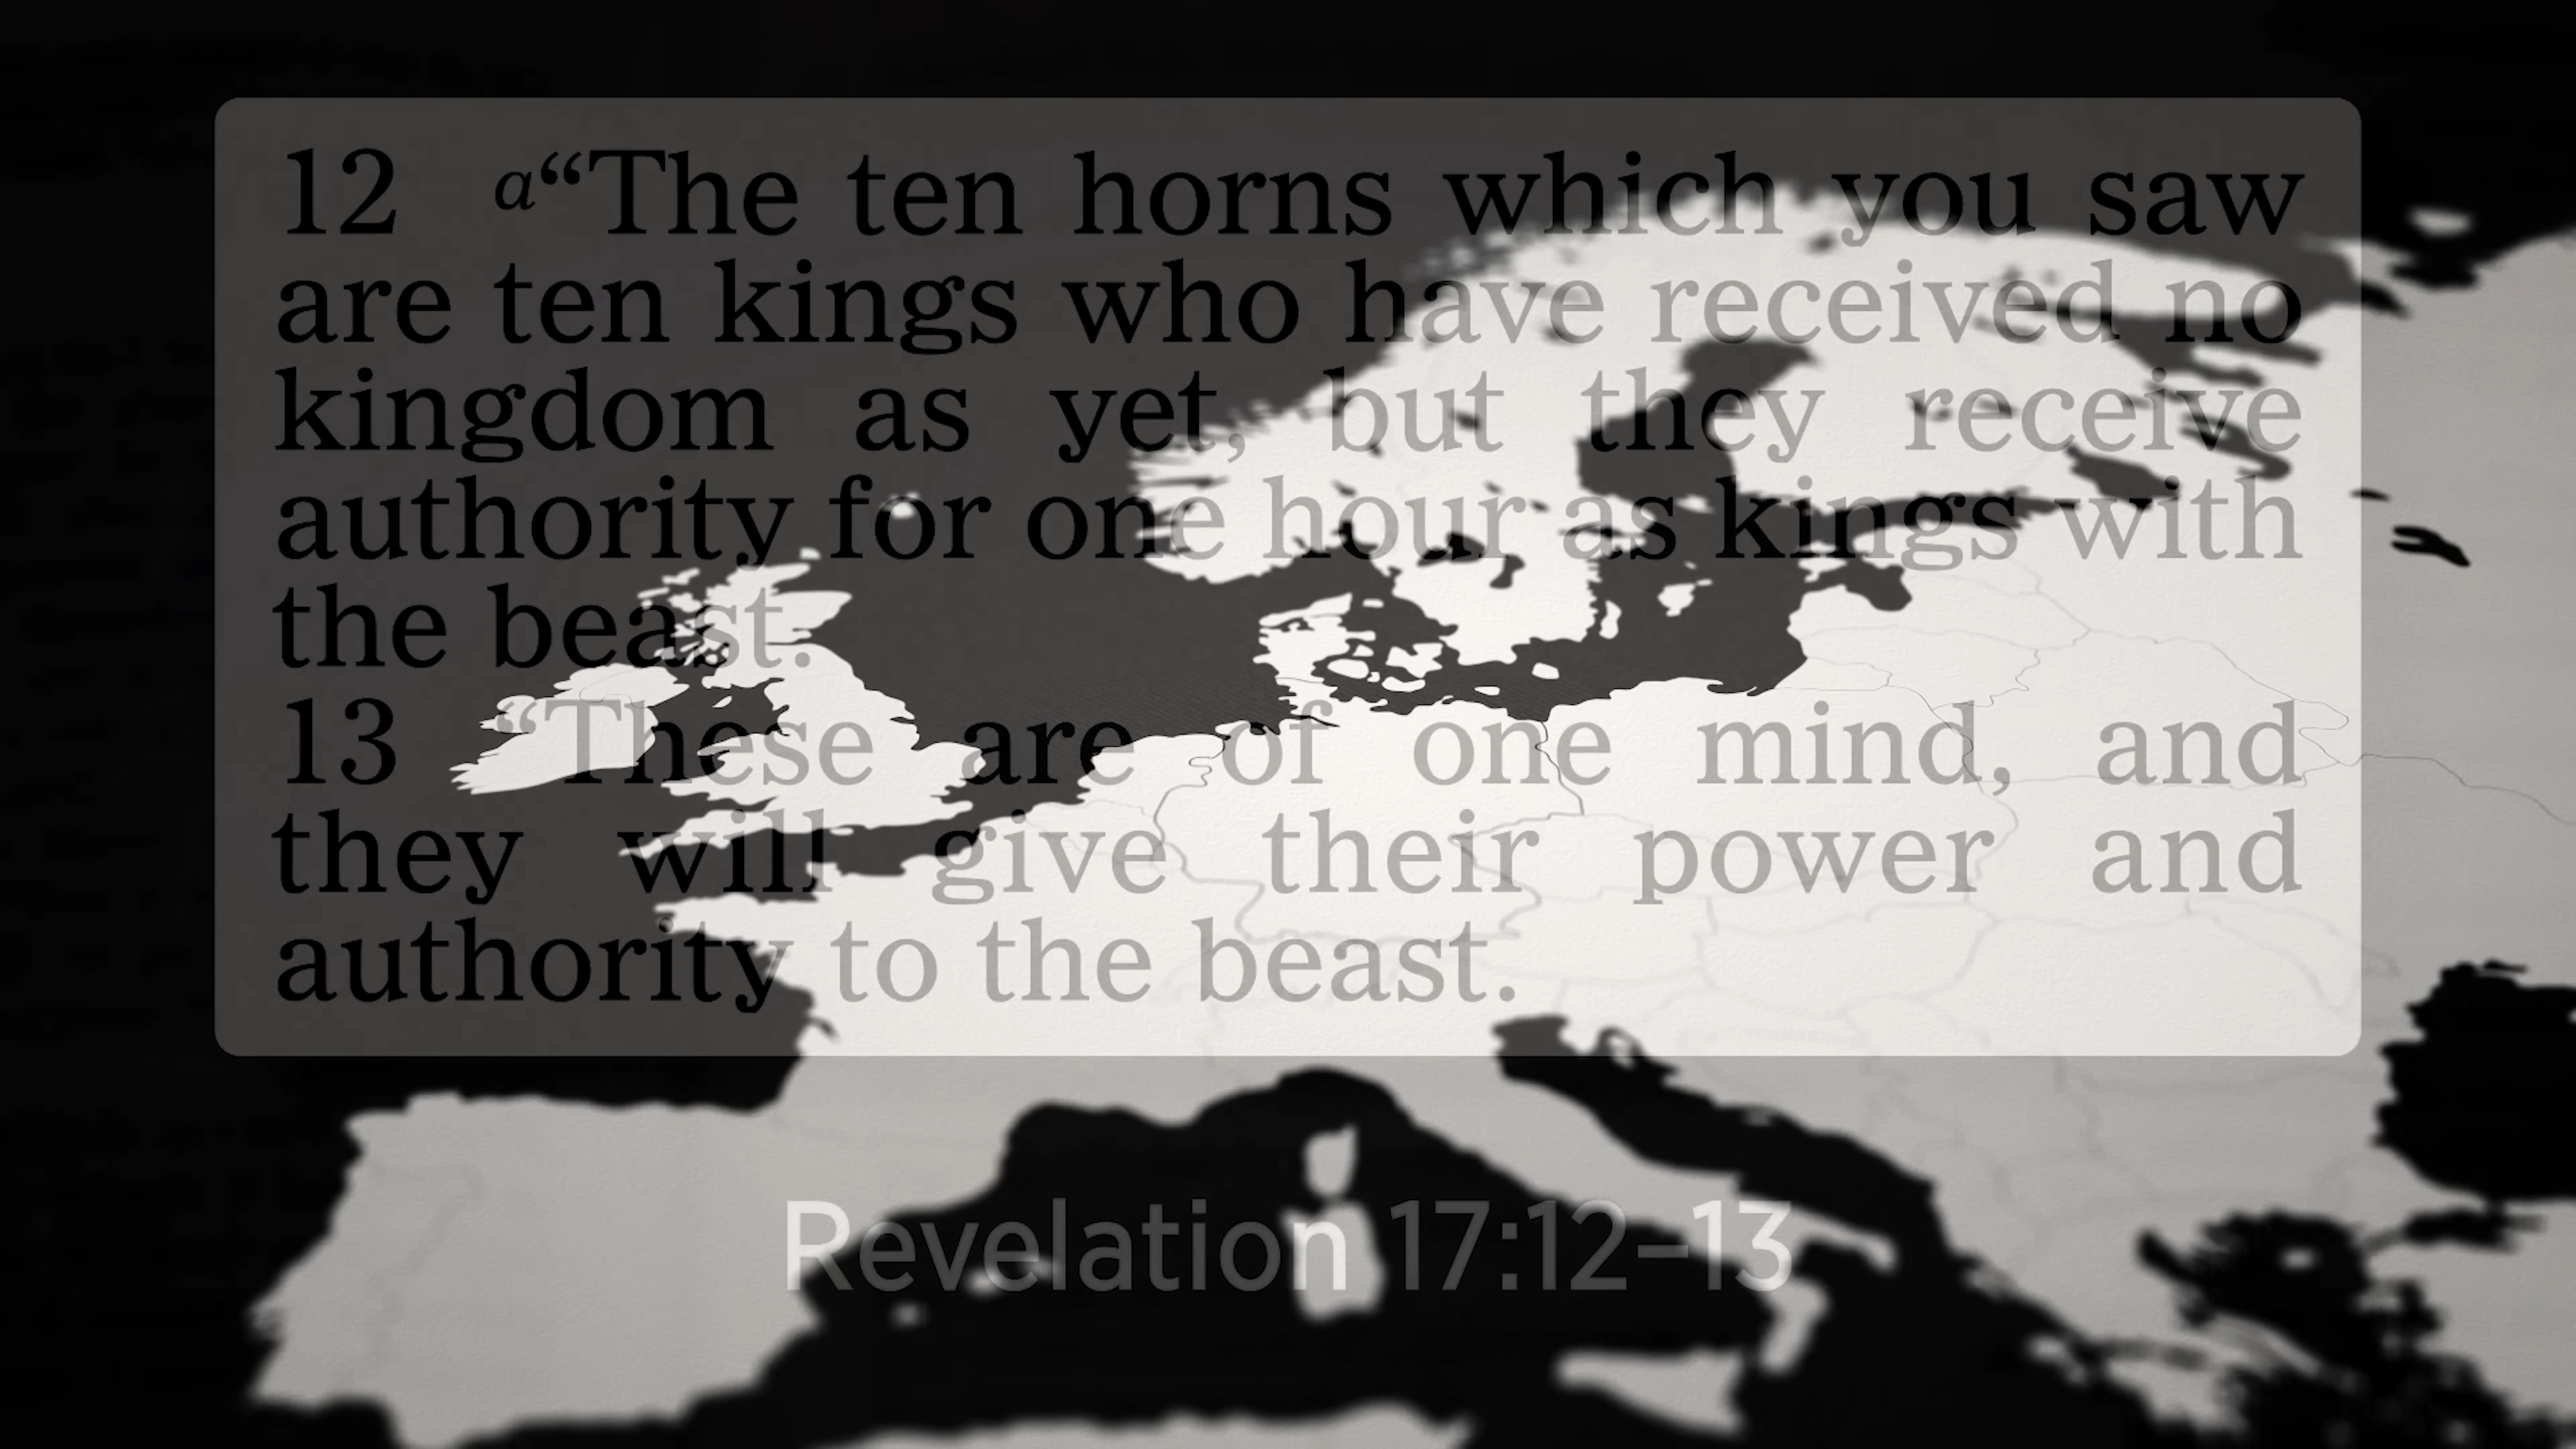 12 a“The ten horns which you saw
are ten kings who have received no
kingdom as yet, but they receive
authority for one hour as kings with
the beast.
13 “These are of one mind, and
they will give their power and
authority to the beast.
Revelation 17:12–13